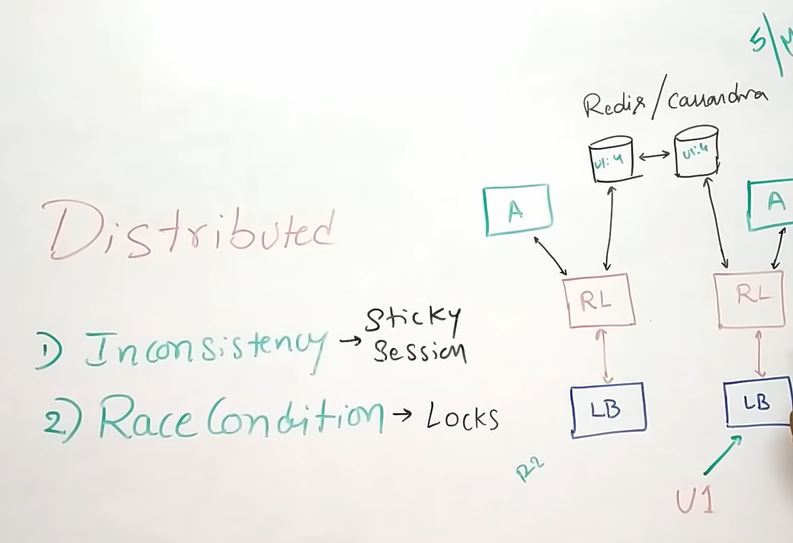 5/M
Redis/Cassandra
U1:4 U1:4
A A
Distributed
RL RL
1) Inconsistency → Sticky
Session
2) Race Condition → Locks
LB LB
R2
U1